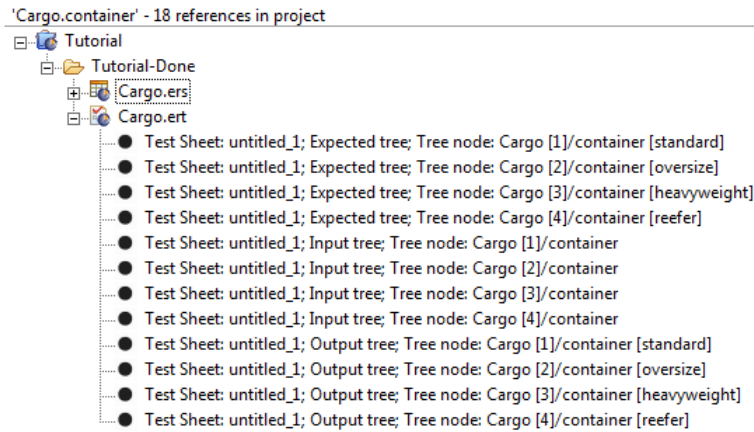 'Cargo.container' - 18 references in project
Tutorial
Tutorial-Done
Cargo.ers
Cargo.ert
Test Sheet: untitled_1; Expected tree; Tree node: Cargo [1]/container [standard]
Test Sheet: untitled_1; Expected tree; Tree node: Cargo [2]/container [oversize]
Test Sheet: untitled_1; Expected tree; Tree node: Cargo [3]/container [heavyweight]
Test Sheet: untitled_1; Expected tree; Tree node: Cargo [4]/container [reefer]
Test Sheet: untitled_1; Input tree; Tree node: Cargo [1]/container
Test Sheet: untitled_1; Input tree; Tree node: Cargo [2]/container
Test Sheet: untitled_1; Input tree; Tree node: Cargo [3]/container
Test Sheet: untitled_1; Input tree; Tree node: Cargo [4]/container
Test Sheet: untitled_1; Output tree; Tree node: Cargo [1]/container [standard]
Test Sheet: untitled_1; Output tree; Tree node: Cargo [2]/container [oversize]
Test Sheet: untitled_1; Output tree; Tree node: Cargo [3]/container [heavyweight]
Test Sheet: untitled_1; Output tree; Tree node: Cargo [4]/container [reefer]